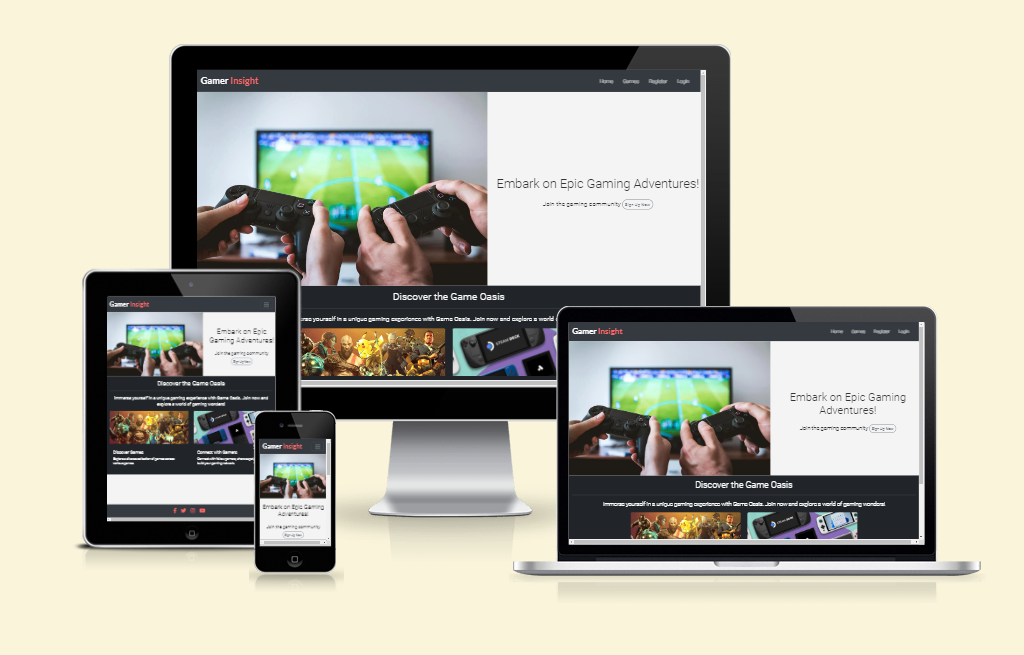 Gamer Insight
Home Games Register Login
Embark on Epic Gaming Adventures!
Join the gaming community Sign Up Now
Discover the Game Oasis
rse yourself in a unique gaming experience with Game Oasis. Join now and explore a world
STEAM DECK
Gamer Insight
Embark on Epic
Gaming Adventures!
Join the gaming community
Sign Up Now
Discover the Game Oasis
Immerse yourself in a unique gaming experience with Game Oasis. Join now and
explore a world of gaming wonders!
Discover Games
Connect with Gamers
Gamer Insight
Embark on Epic Gaming
Adventures!
Join the gaming community
Sign Up Now
Gamer Insight
Home Games Register Login
Embark on Epic Gaming
Adventures!
Join the gaming community Sign Up Now
Discover the Game Oasis
Immerse yourself in a unique gaming experience with Game Oasis. Join now and explore a world of gaming wonders!
STEAM DECK